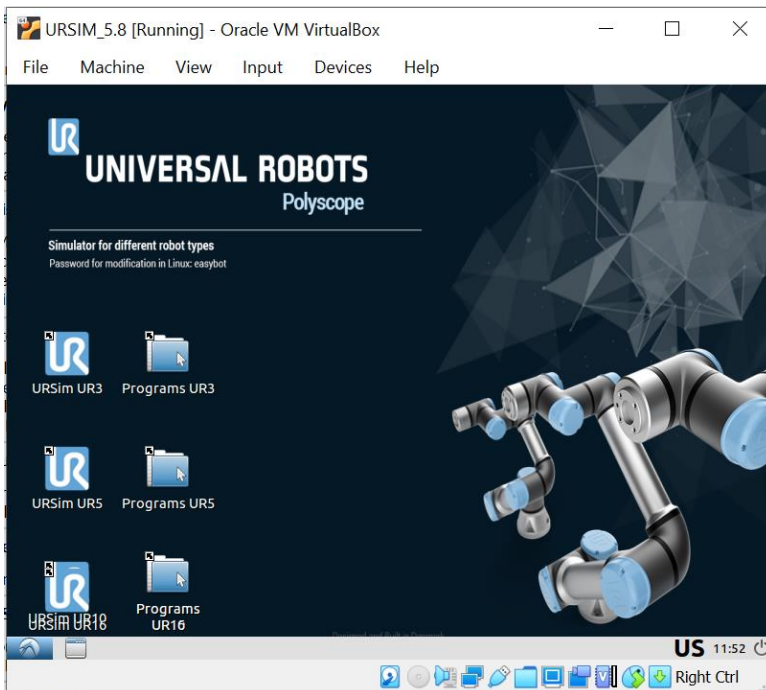 URSIM_5.8 [Running] - Oracle VM VirtualBox
File Machine View Input Devices Help
UR
UNIVERSAL ROBOTS
Polyscope
Simulator for different robot types
Password for modification in Linux: easybot
URSim UR3
Programs UR3
URSim UR5
Programs UR5
Programs
UR16
US 11:52
Right Ctrl